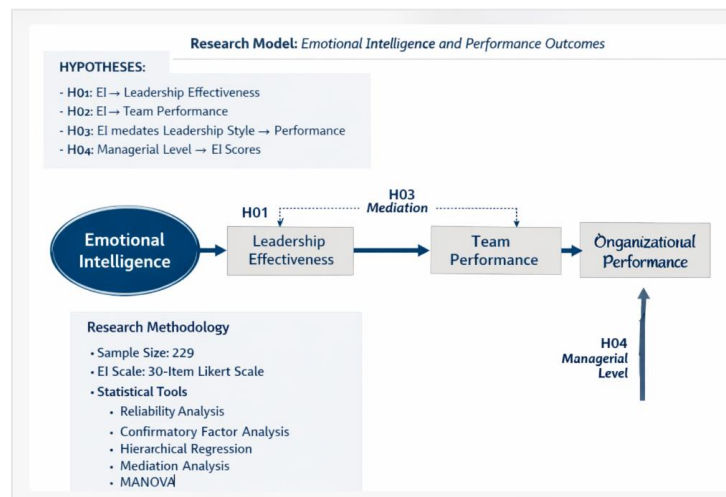 Research Model: Emotional Intelligence and Performance Outcomes
HYPOTHESES:
- H01: EI → Leadership Effectiveness
- H02: EI → Team Performance
- H03: EI medates Leadership Style → Performance
- H04: Managerial Level → EI Scores
H03
Mediation
H01
Emotional
Intelligence
Leadership
Effectiveness
Team
Performance
Organizational
Performance
H04
Managerial
Level
Research Methodology
• Sample Size: 229
• EI Scale: 30-Item Likert Scale
• Statistical Tools
• Reliability Analysis
• Confirmatory Factor Analysis
• Hierarchical Regression
• Mediation Analysis
• MANOVA